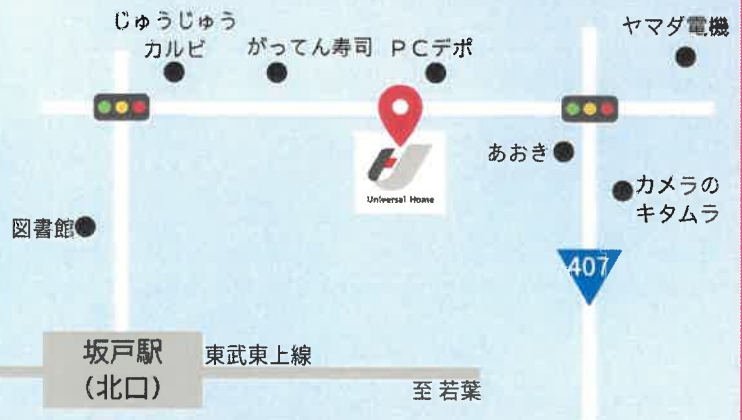 じゅうじゅう
カルビ
がってん寿司
PCデポ
ヤマダ電機
Universal Home
あおき
カメラの
キタムラ
図書館
407
坂戸駅
(北口)
東武東上線
至 若葉